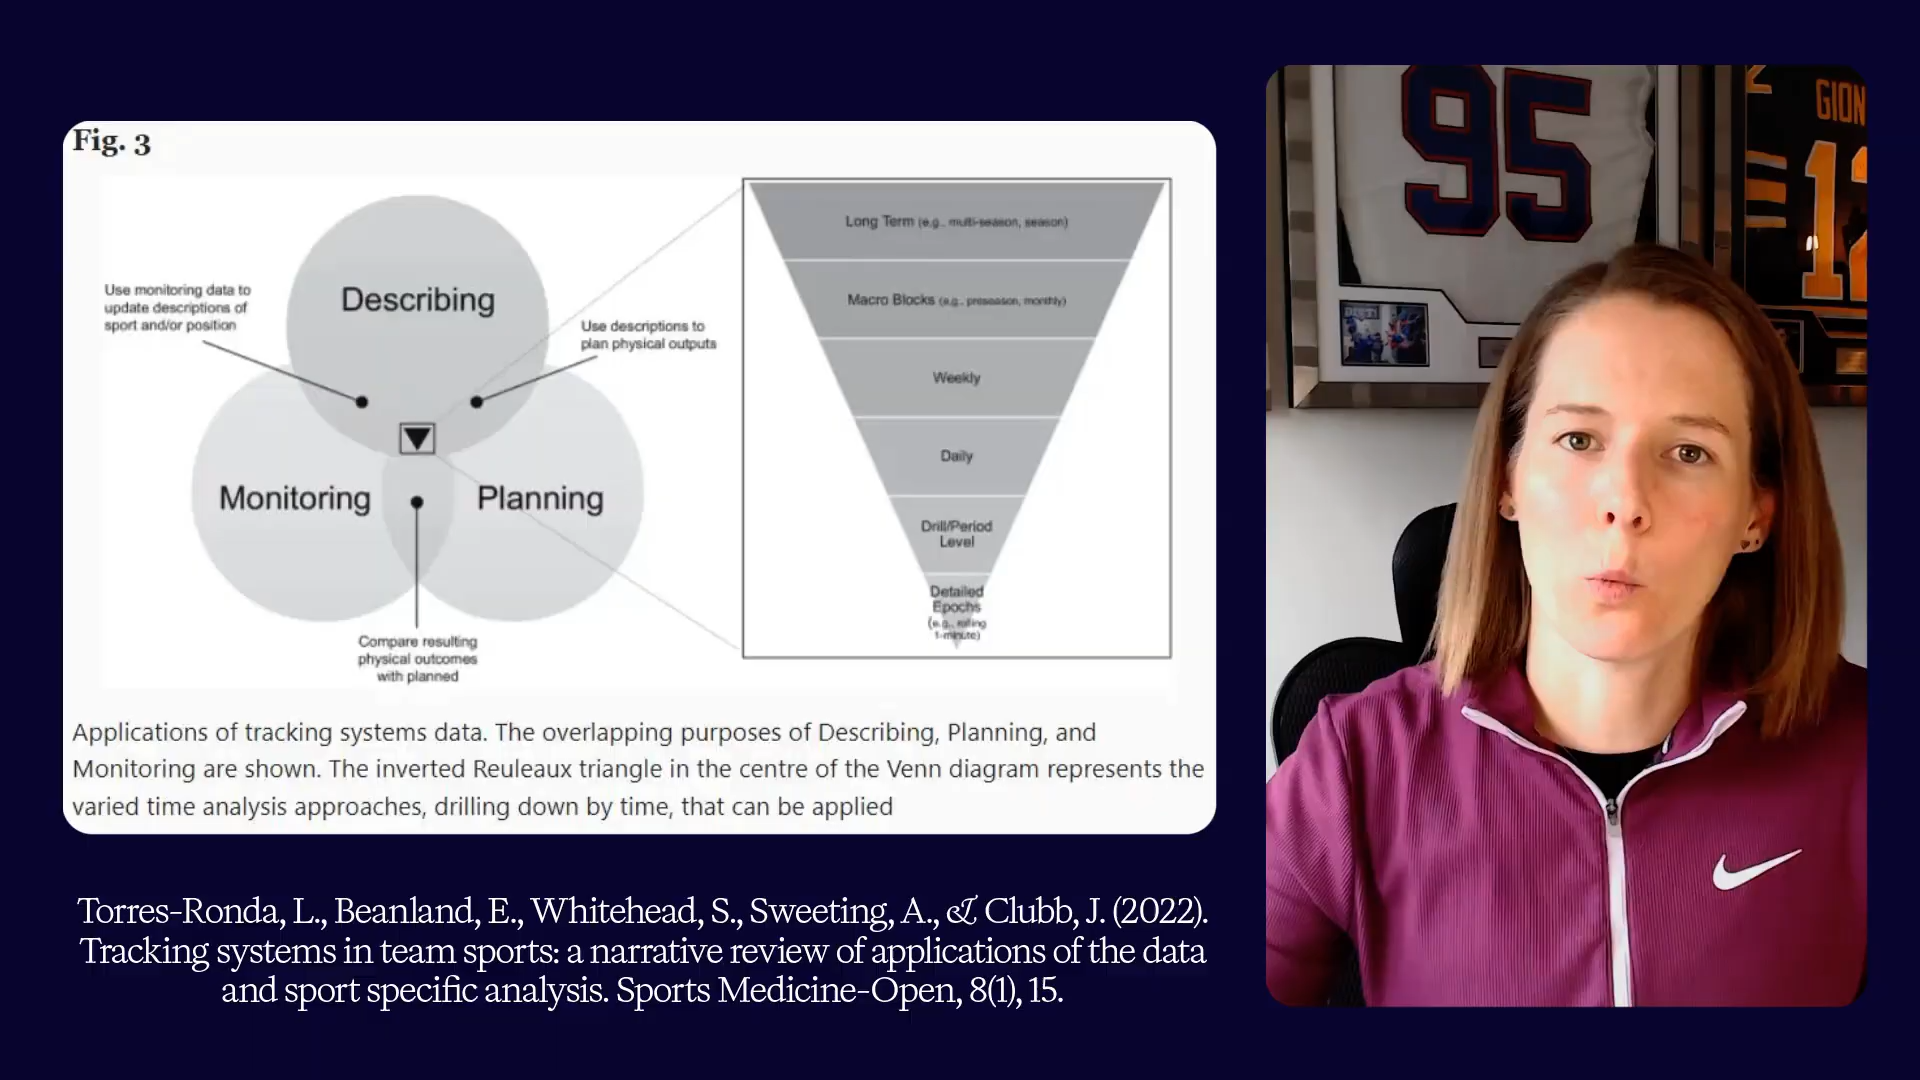 Fig. 3
Describing
Monitoring
Planning
Use monitoring data to
update descriptions of
sport and/or position
Use descriptions to
plan physical outputs
Compare resulting
physical outcomes
with planned
Long Term (e.g., multi-season, season)
Macro Blocks (e.g., preseason, monthly)
Weekly
Daily
Drill/Period
Level
Detailed
Epochs
(e.g., rolling
1-minute)
Applications of tracking systems data. The overlapping purposes of Describing, Planning, and
Monitoring are shown. The inverted Reuleaux triangle in the centre of the Venn diagram represents the
varied time analysis approaches, drilling down by time, that can be applied
Torres-Ronda, L., Beanland, E., Whitehead, S., Sweeting, A., & Clubb, J. (2022).
Tracking systems in team sports: a narrative review of applications of the data
and sport specific analysis. Sports Medicine-Open, 8(1), 15.
95
GION
12